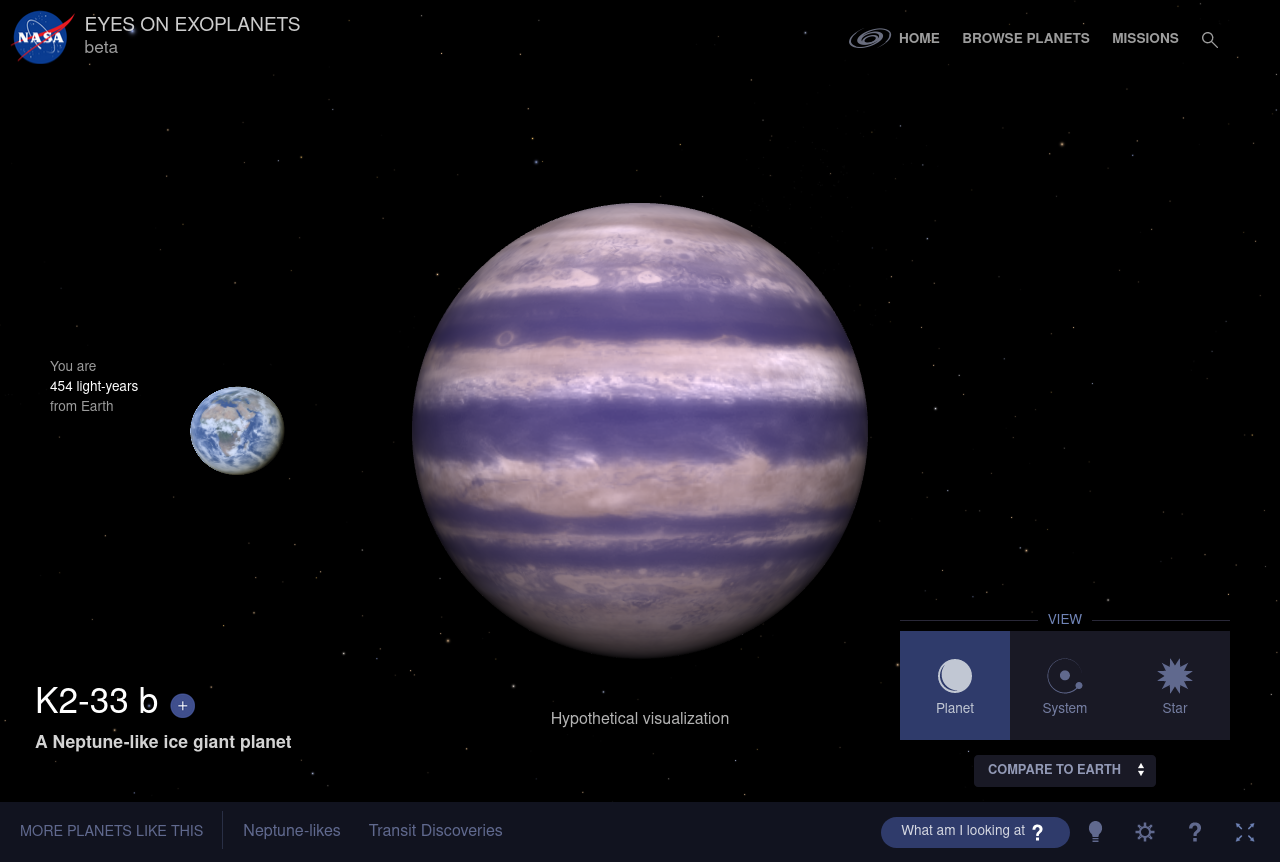 NASA
EYES ON EXOPLANETS
beta
HOME
BROWSE PLANETS
MISSIONS
You are
454 light-years
from Earth
VIEW
Planet
System
Star
K2-33 b +
A Neptune-like ice giant planet
Hypothetical visualization
COMPARE TO EARTH
MORE PLANETS LIKE THIS
Neptune-likes
Transit Discoveries
What am I looking at ?
?